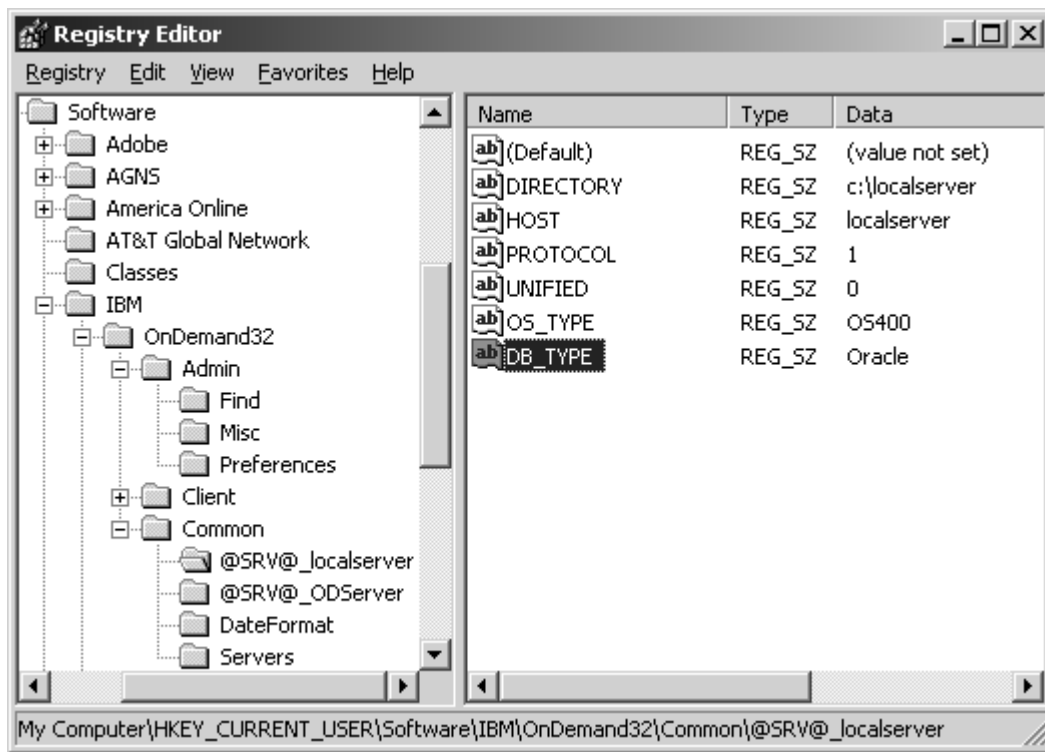 Registry Editor
Registry Edit View Favorites Help
Software
Adobe
AGNS
America Online
AT&T Global Network
Classes
IBM
OnDemand32
Admin
Find
Misc
Preferences
Client
Common
@SRV@_localserver
@SRV@_ODServer
DateFormat
Servers
Name Type Data
(Default) REG_SZ (value not set)
DIRECTORY REG_SZ c:\localserver
HOST REG_SZ localserver
PROTOCOL REG_SZ 1
UNIFIED REG_SZ 0
OS_TYPE REG_SZ OS400
DB_TYPE REG_SZ Oracle
My Computer\HKEY_CURRENT_USER\Software\IBM\OnDemand32\Common\@SRV@_localserver